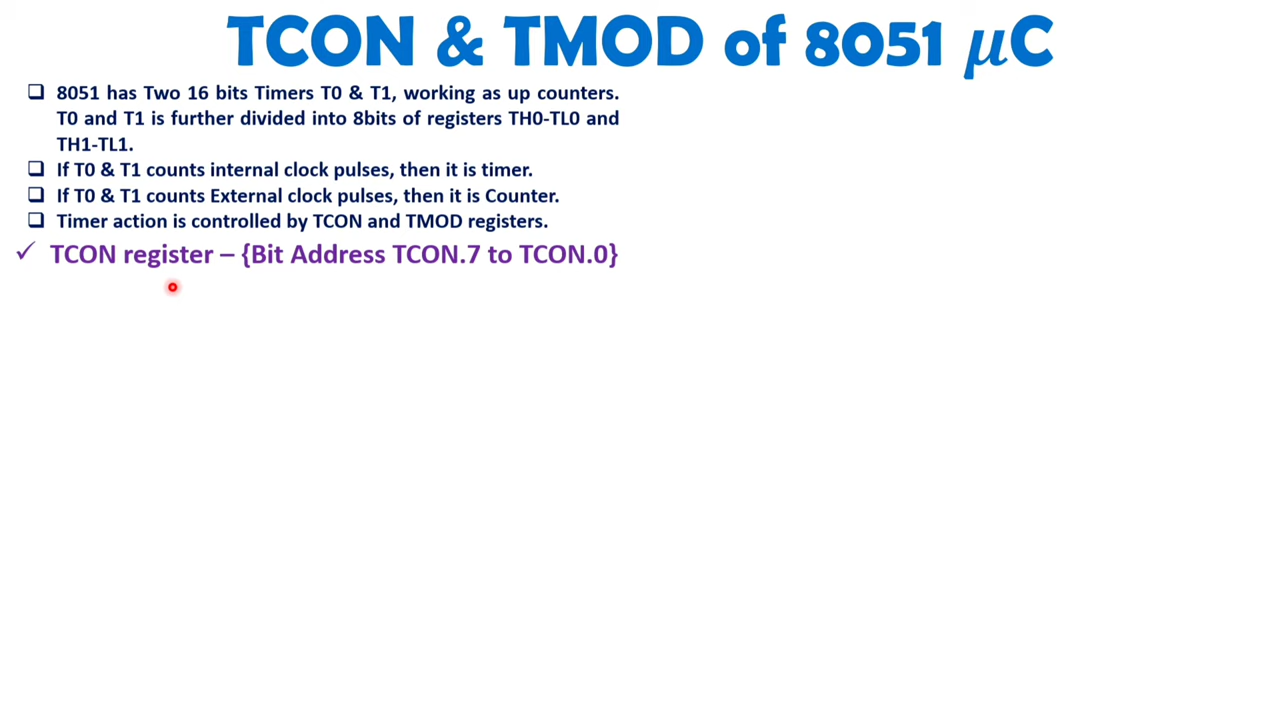 TCON & TMOD of 8051 μC
❑ 8051 has Two 16 bits Timers T0 & T1, working as up counters.
T0 and T1 is further divided into 8bits of registers TH0-TL0 and
TH1-TL1.
❑ If T0 & T1 counts internal clock pulses, then it is timer.
❑ If T0 & T1 counts External clock pulses, then it is Counter.
❑ Timer action is controlled by TCON and TMOD registers.
✓ TCON register – {Bit Address TCON.7 to TCON.0}